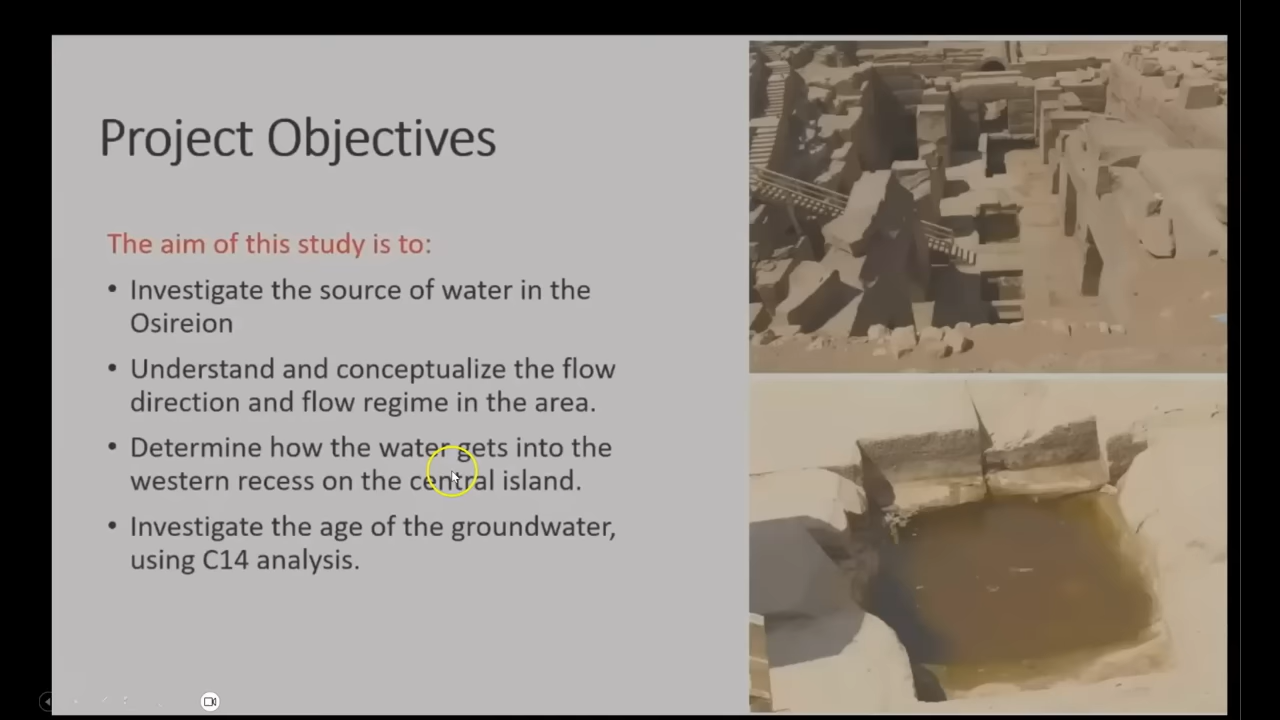 Project Objectives
The aim of this study is to:
• Investigate the source of water in the
Osireion
• Understand and conceptualize the flow
direction and flow regime in the area.
• Determine how the water gets into the
western recess on the central island.
• Investigate the age of the groundwater,
using C14 analysis.